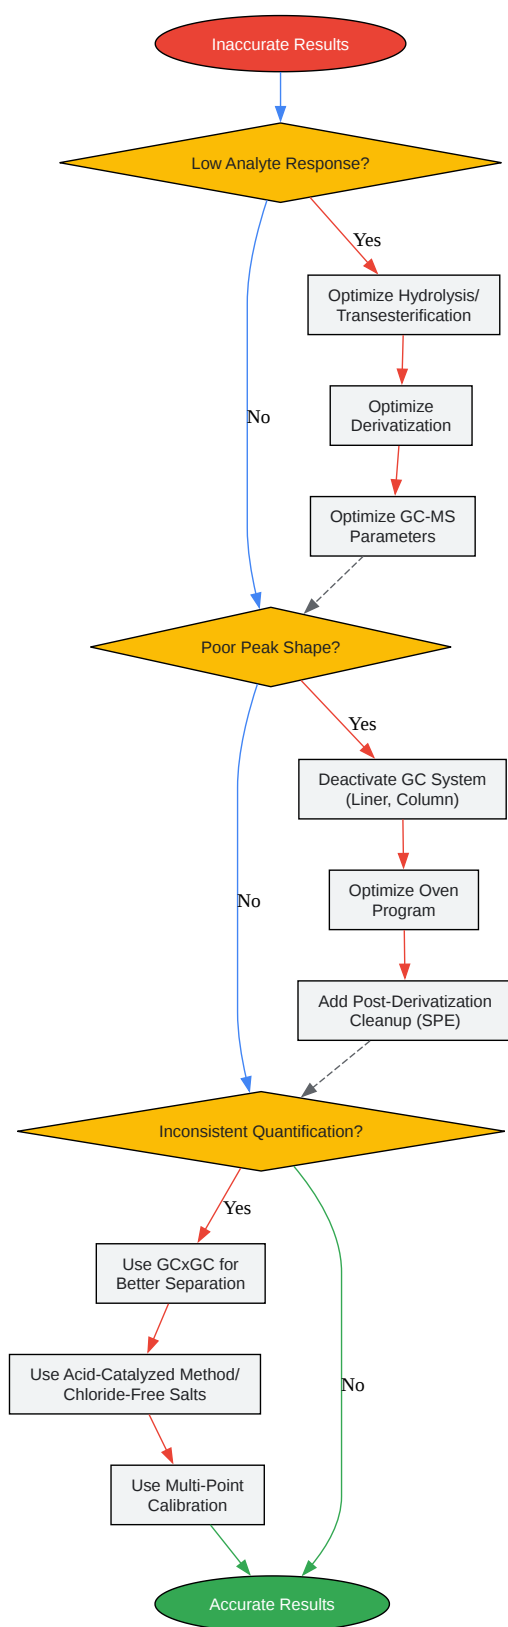 Inaccurate Results
Low Analyte Response?
Yes
Optimize Hydrolysis/
Transesterification
Optimize
Derivatization
No
Optimize GC-MS
Parameters
Poor Peak Shape?
Yes
Deactivate GC System
(Liner, Column)
Optimize Oven
Program
No
Add Post-Derivatization
Cleanup (SPE)
Inconsistent Quantification?
Yes
Use GCxGC for
Better Separation
Use Acid-Catalyzed Method/
Chloride-Free Salts
No
Use Multi-Point
Calibration
Accurate Results